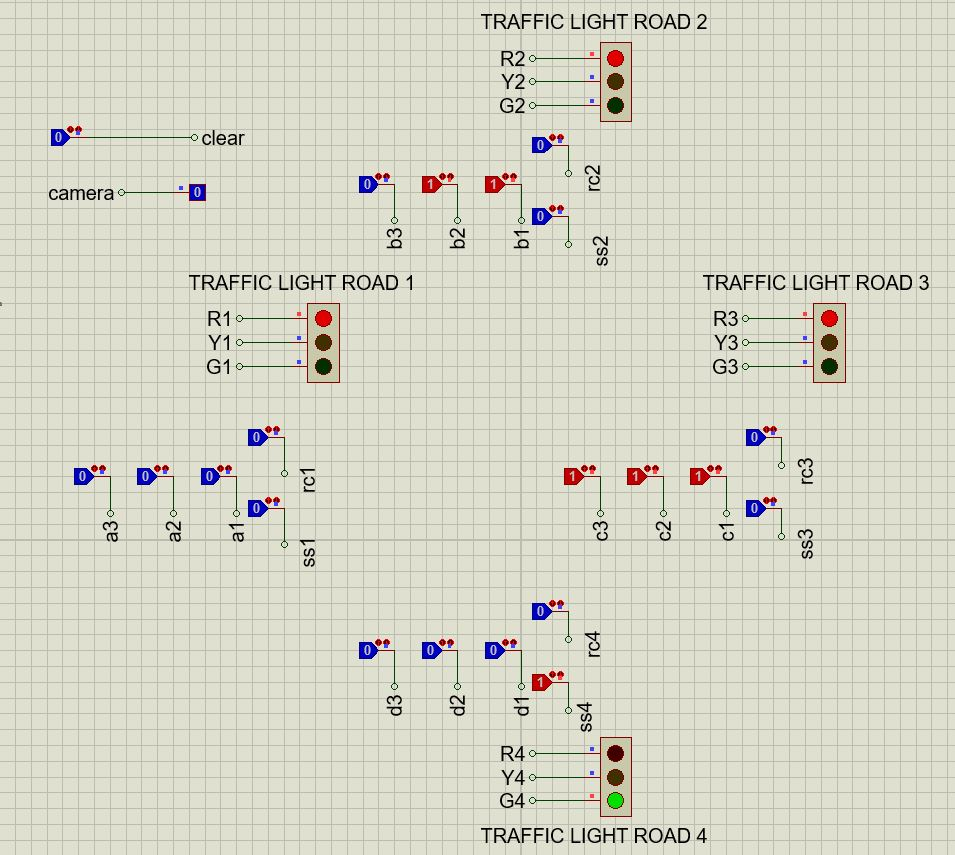 TRAFFIC LIGHT ROAD 2
R2
Y2
G2
0 clear
0 rc2
camera 0
0 b3
1 b2
1 b1
0 ss2
TRAFFIC LIGHT ROAD 1
R1
Y1
G1
TRAFFIC LIGHT ROAD 3
R3
Y3
G3
0 rc1
0 a3
0 a2
0 a1
0 ss1
0 rc3
1 c3
1 c2
1 c1
0 ss3
0 rc4
0 d3
0 d2
0 d1
1 ss4
R4
Y4
G4
TRAFFIC LIGHT ROAD 4